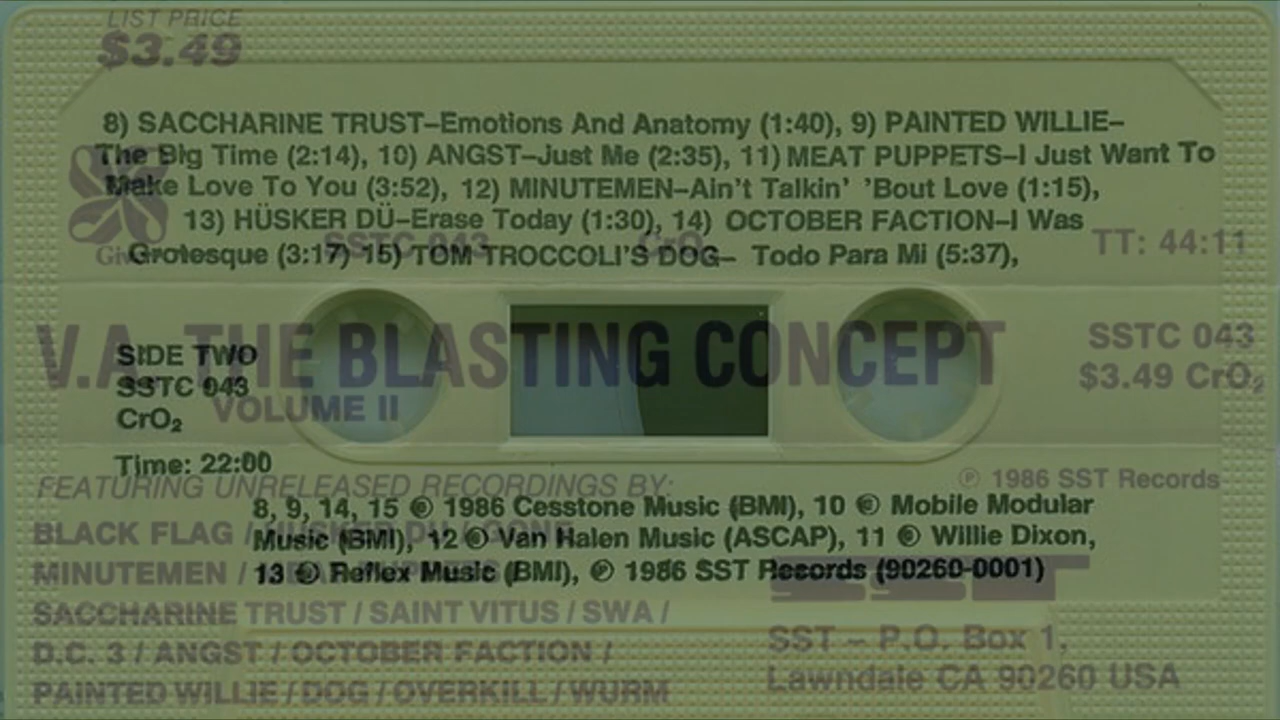 LIST PRICE
$3.49
8) SACCHARINE TRUST–Emotions And Anatomy (1:40), 9) PAINTED WILLIE–
The Big Time (2:14), 10) ANGST–Just Me (2:35), 11) MEAT PUPPETS–I Just Want To
Make Love To You (3:52), 12) MINUTEMEN–Ain't Talkin' 'Bout Love (1:15),
13) HÜSKER DÜ–Erase Today (1:30), 14) OCTOBER FACTION–I Was
Grotesque (3:17) 15) TOM TROCCOLI'S DOG– Todo Para Mi (5:37),
SSTC 043 CrO₂
TT: 44:11
V.A. THE BLASTING CONCEPT
VOLUME II
SSTC 043
$3.49 CrO₂
SIDE TWO
SSTC 043
CrO₂
Time: 22:00
℗ 1986 SST Records
8, 9, 14, 15 © 1986 Cesstone Music (BMI), 10 © Mobile Modular
Music (BMI), 12 © Van Halen Music (ASCAP), 11 © Willie Dixon,
13 © Reflex Music (BMI), ℗ 1986 SST Records (90260-0001)
FEATURING UNRELEASED RECORDINGS BY:
BLACK FLAG / HÜSKER DÜ / GONE
MINUTEMEN /
SACCHARINE TRUST / SAINT VITUS / SWA /
D.C. 3 / ANGST / OCTOBER FACTION /
PAINTED WILLIE / DOG / OVERKILL / WURM
SST
SST – P.O. Box 1,
Lawndale CA 90260 USA